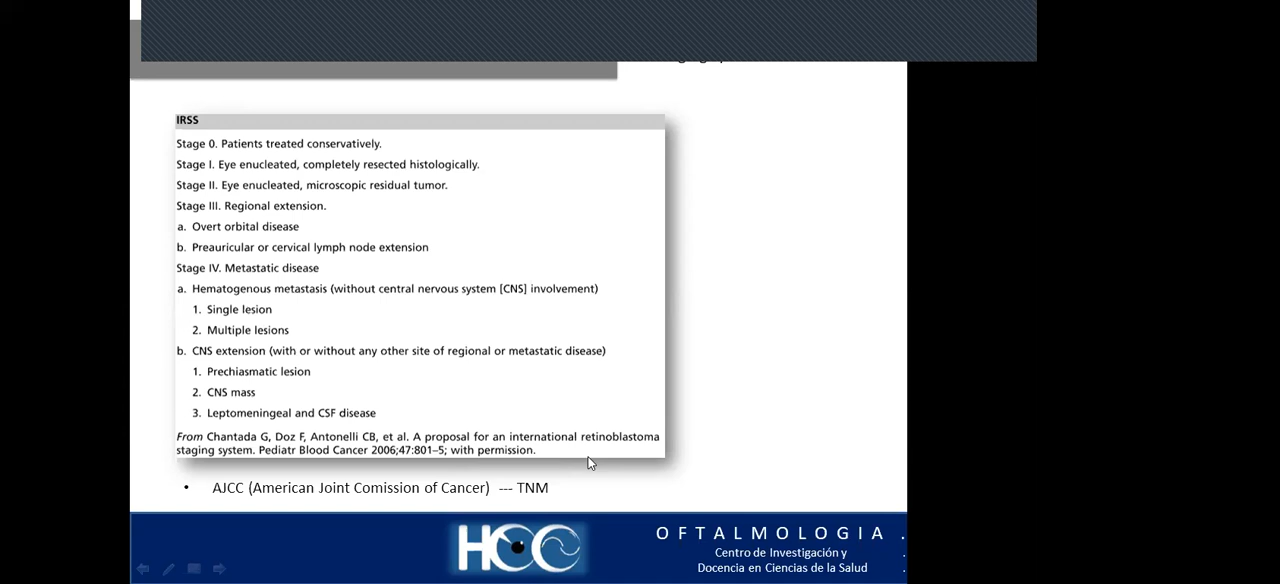 IRSS
Stage 0. Patients treated conservatively.
Stage I. Eye enucleated, completely resected histologically.
Stage II. Eye enucleated, microscopic residual tumor.
Stage III. Regional extension.
a. Overt orbital disease
b. Preauricular or cervical lymph node extension
Stage IV. Metastatic disease
a. Hematogenous metastasis (without central nervous system [CNS] involvement)
1. Single lesion
2. Multiple lesions
b. CNS extension (with or without any other site of regional or metastatic disease)
1. Prechiasmatic lesion
2. CNS mass
3. Leptomeningeal and CSF disease
From Chantada G, Doz F, Antonelli CB, et al. A proposal for an international retinoblastoma
staging system. Pediatr Blood Cancer 2006;47:801–5; with permission.
• AJCC (American Joint Comission of Cancer) --- TNM
HCC
OFTALMOLOGIA .
Centro de Investigación y .
Docencia en Ciencias de la Salud .